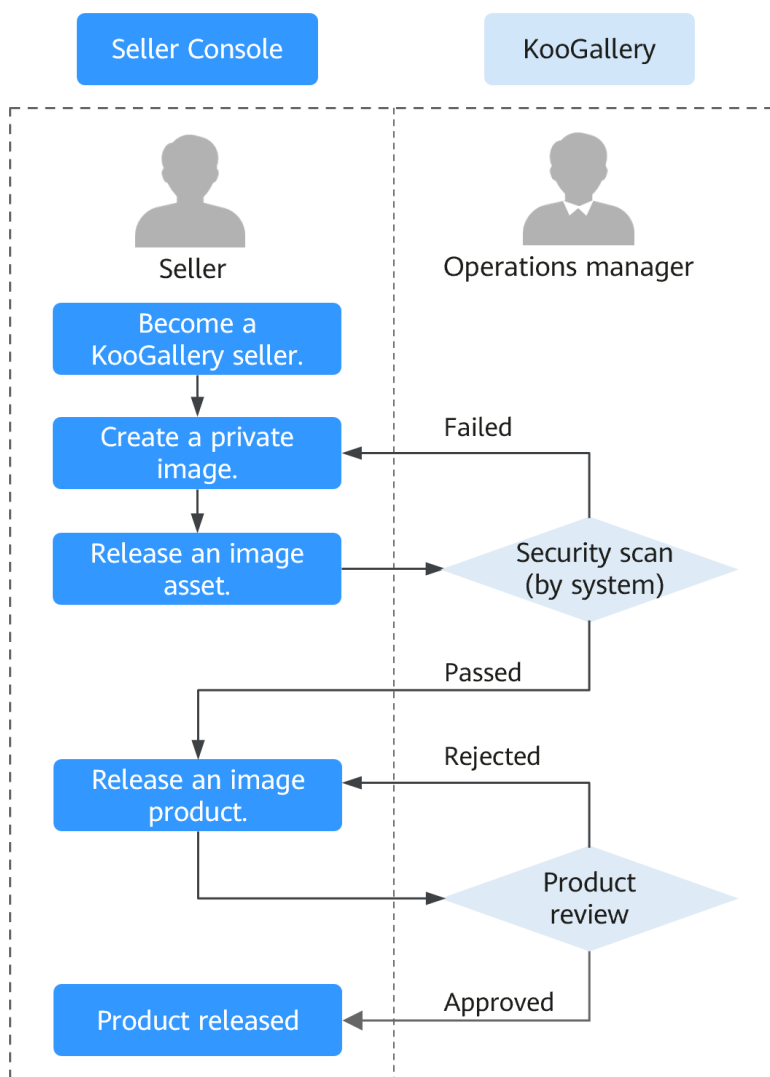 Seller Console
KooGallery
Seller
Operations manager
Become a
KooGallery seller.
Create a private
image.
Failed
Release an image
asset.
Security scan
(by system)
Passed
Release an image
product.
Rejected
Product
review
Approved
Product released